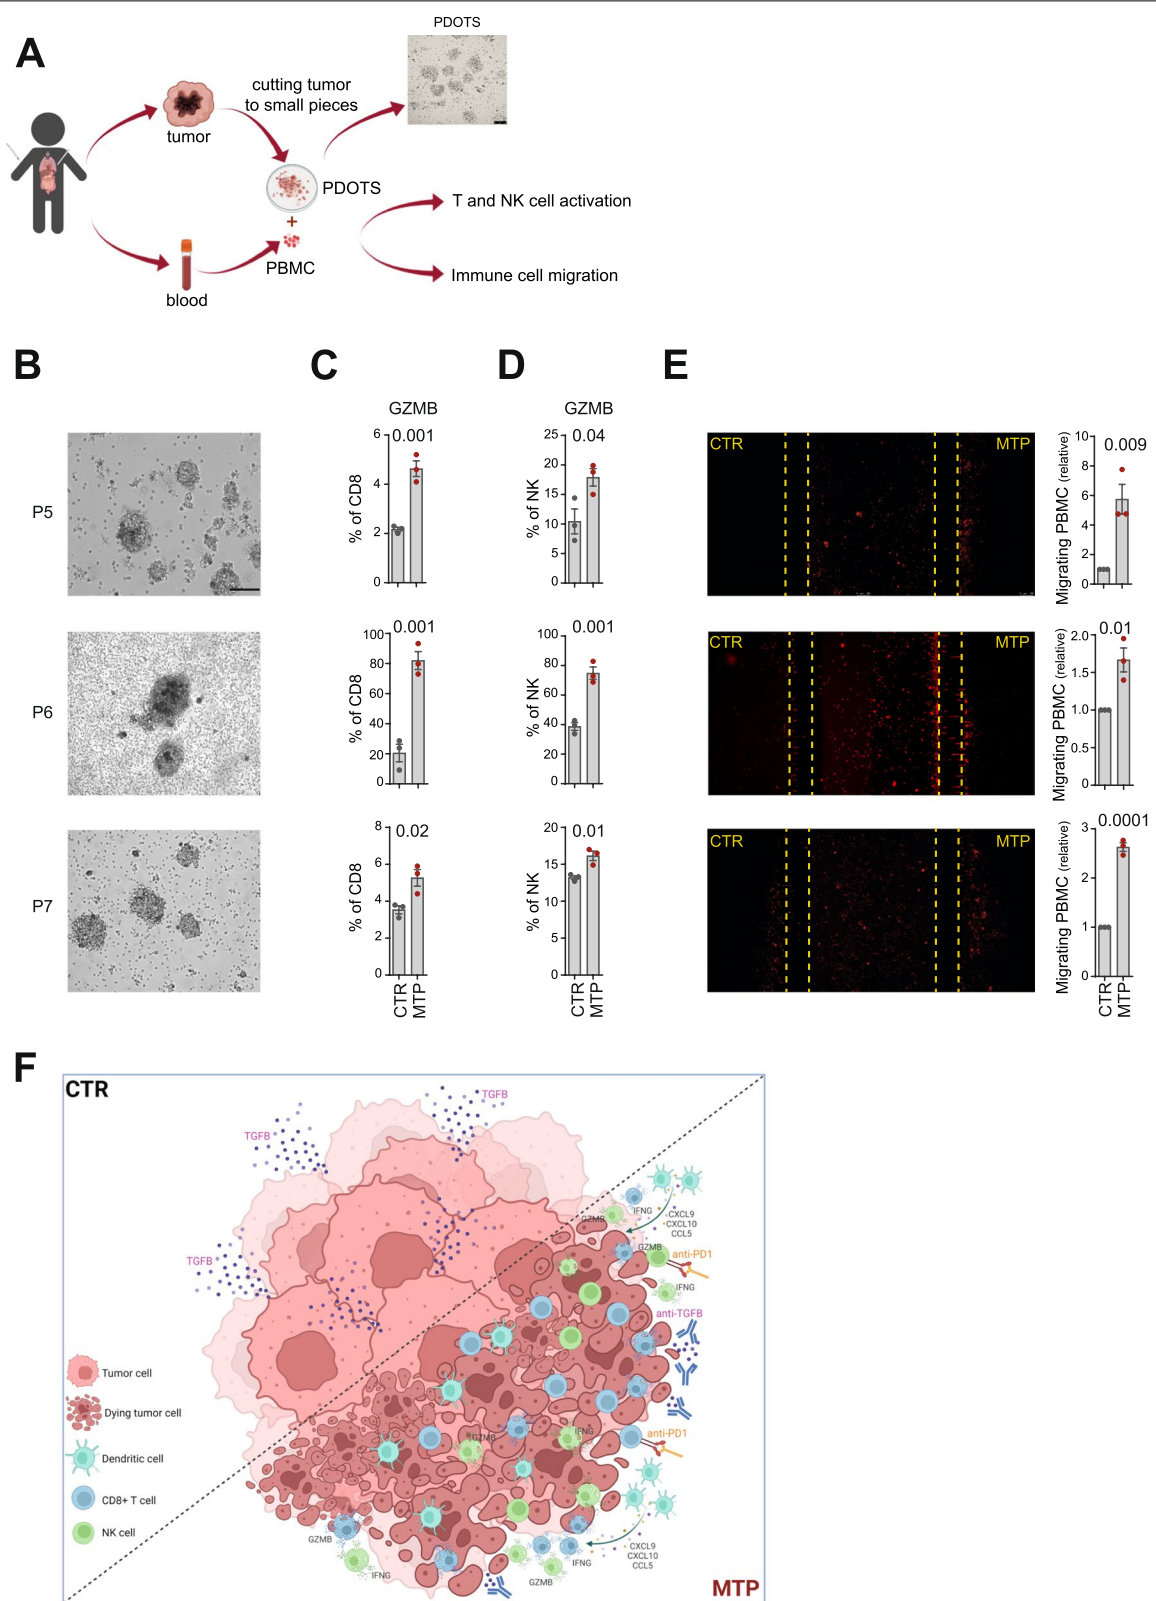 A
PDOTS
cutting tumor
to small pieces
tumor
PDOTS
+
PBMC
blood
T and NK cell activation
Immune cell migration
B
C
D
E
GZMB
GZMB
P5
6
4
2
0
% of CD8
0.001
25
20
15
10
5
0
% of NK
0.04
CTR
MTP
10
8
6
4
2
0
Migrating PBMC (relative)
0.009
P6
100
80
60
40
20
0
% of CD8
0.001
100
80
60
40
20
0
% of NK
0.001
CTR
MTP
2.0
1.5
1.0
0.5
0
Migrating PBMC (relative)
0.01
P7
8
6
4
2
0
% of CD8
0.02
CTR
MTP
20
15
10
5
0
% of NK
0.01
CTR
MTP
CTR
MTP
3
2
1
0
Migrating PBMC (relative)
0.0001
CTR
MTP
F
CTR
TGFB
TGFB
TGFB
GZMB
IFNG
CXCL9
CXCL10
CCL5
GZMB
anti-PD1
IFNG
anti-TGFB
Tumor cell
Dying tumor cell
Dendritic cell
CD8+ T cell
NK cell
GZMB
IFNG
anti-PD1
GZMB
IFNG
IFNG
GZMB
CXCL9
CXCL10
CCL5
MTP